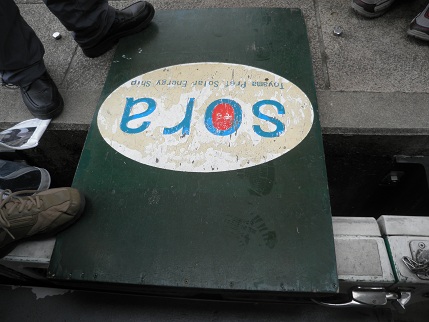 sora
Toyama Pref Solar Energy Ship